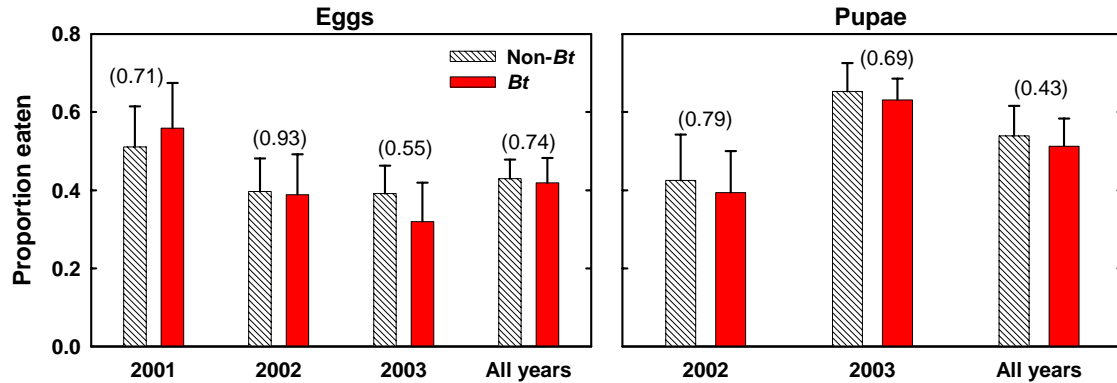 Eggs
Pupae
Proportion eaten
0.8
0.6
0.4
0.2
0.0
Non-Bt
Bt
(0.71)
(0.93)
(0.55)
(0.74)
(0.79)
(0.69)
(0.43)
2001 2002 2003 All years
2002 2003 All years